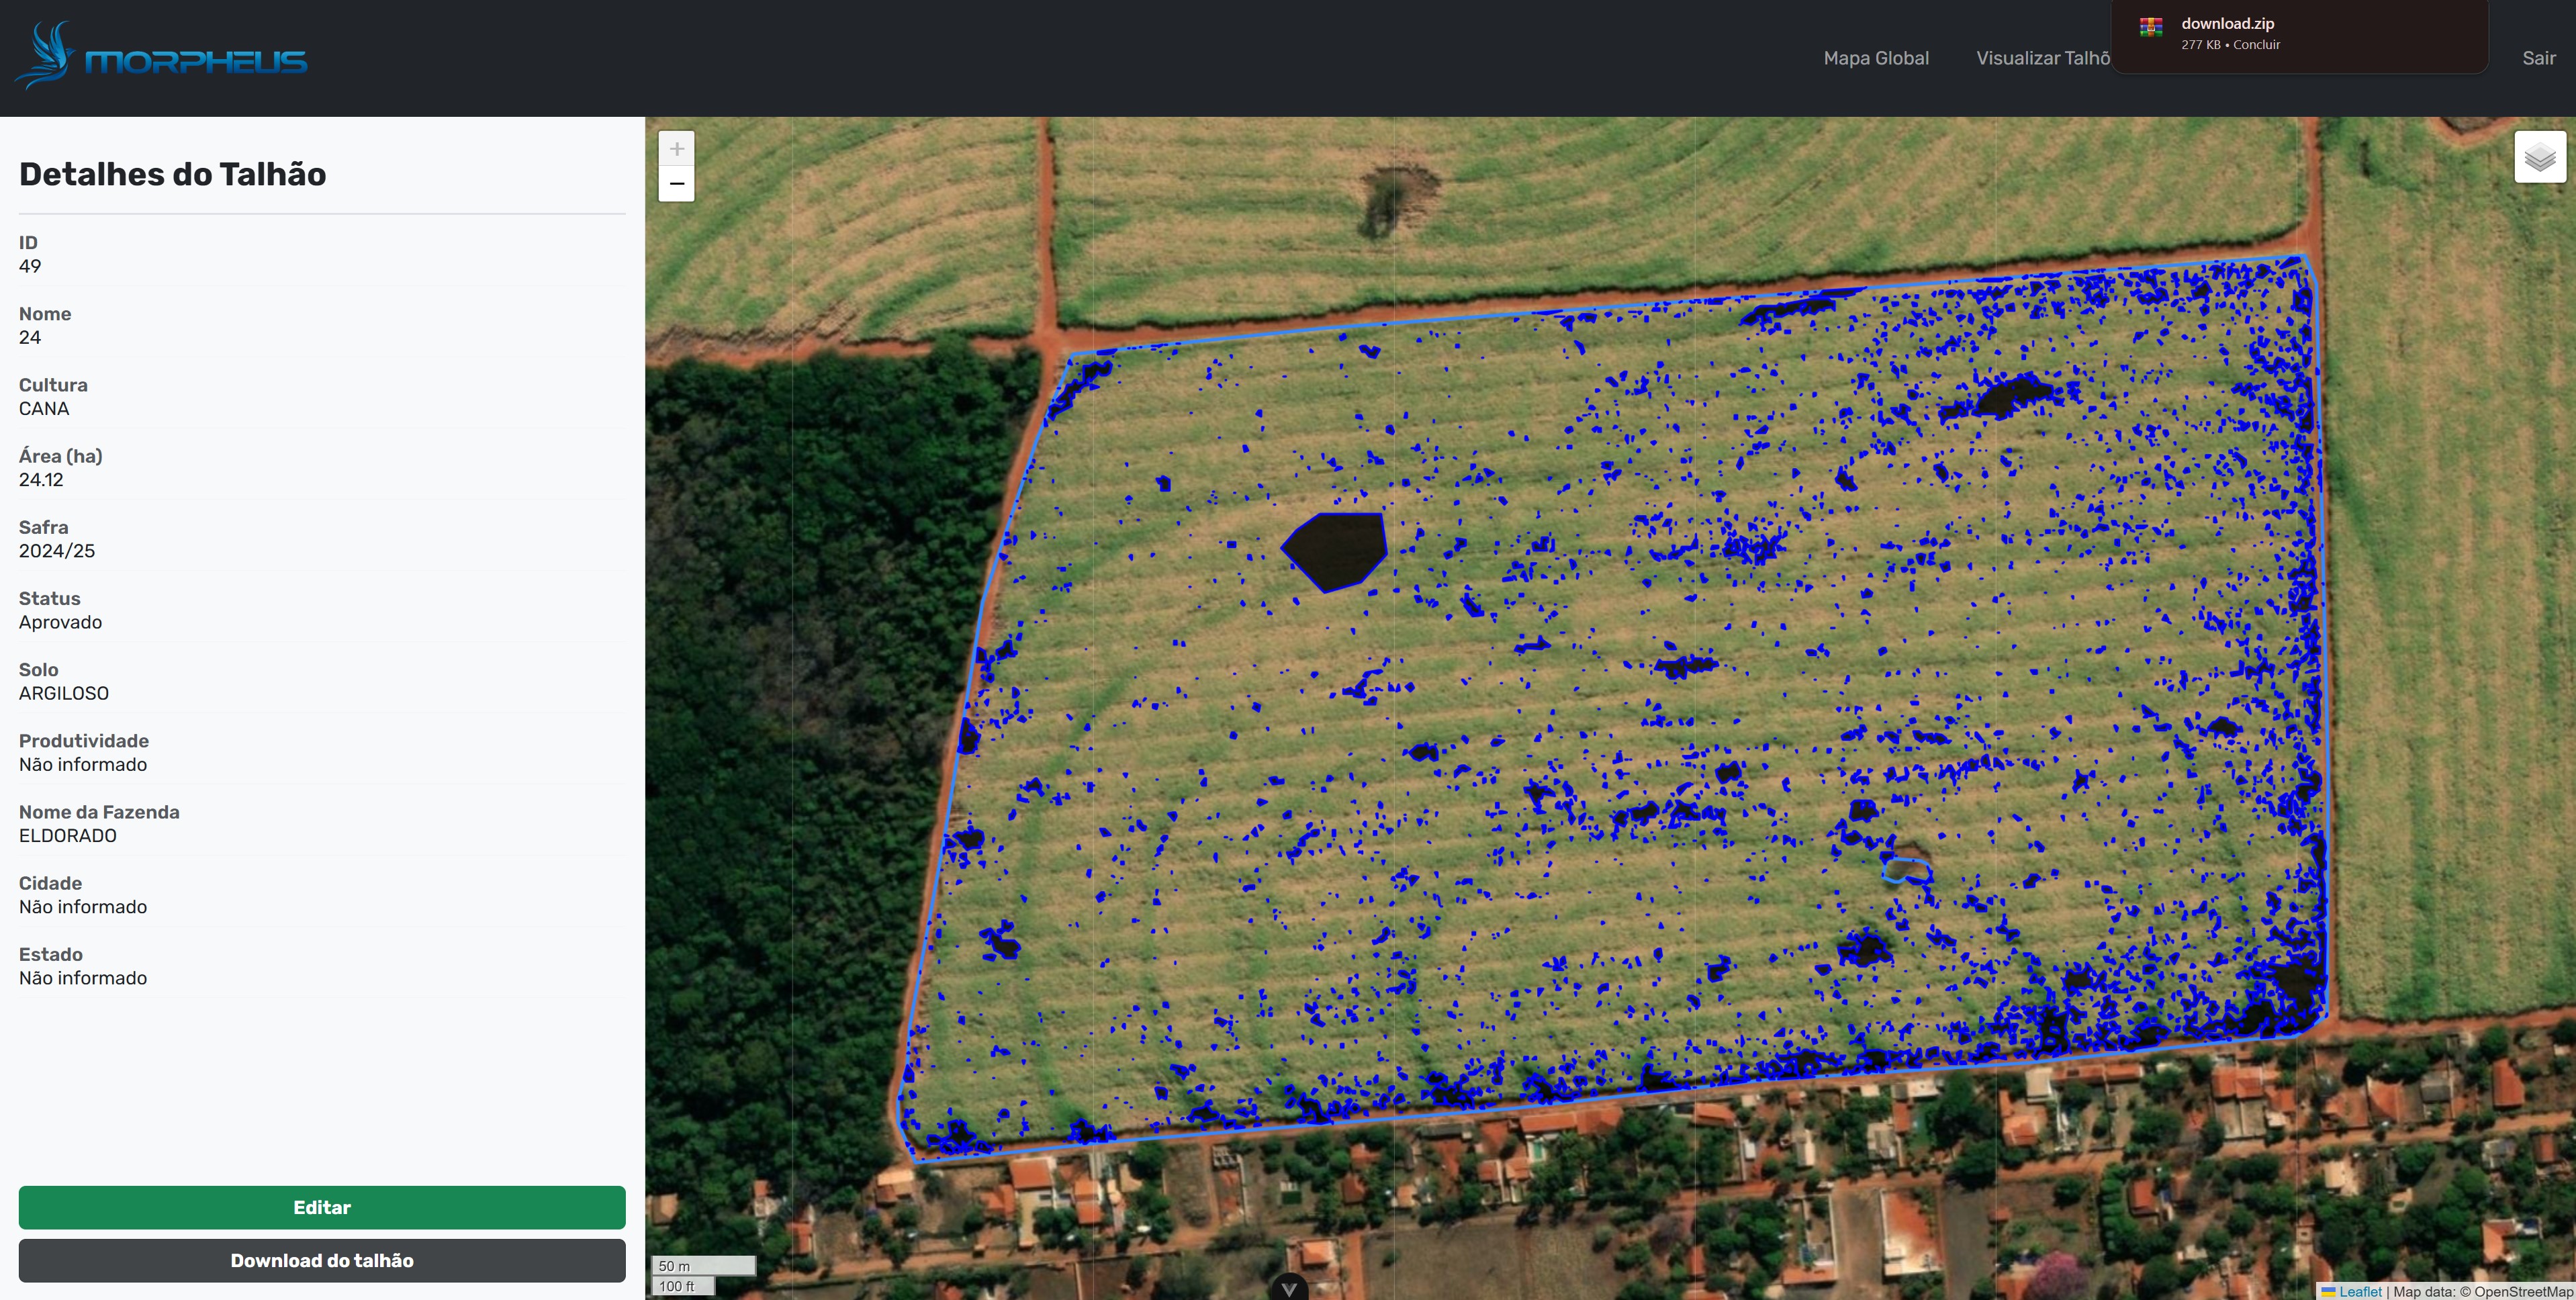 MORPHEUS
Mapa Global
Visualizar Talhõ
download.zip
277 KB • Concluir
Sair
Detalhes do Talhão
ID
49
Nome
24
Cultura
CANA
Área (ha)
24.12
Safra
2024/25
Status
Aprovado
Solo
ARGILOSO
Produtividade
Não informado
Nome da Fazenda
ELDORADO
Cidade
Não informado
Estado
Não informado
Editar
Download do talhão
+
−
50 m
100 ft
Leaflet | Map data: © OpenStreetMap